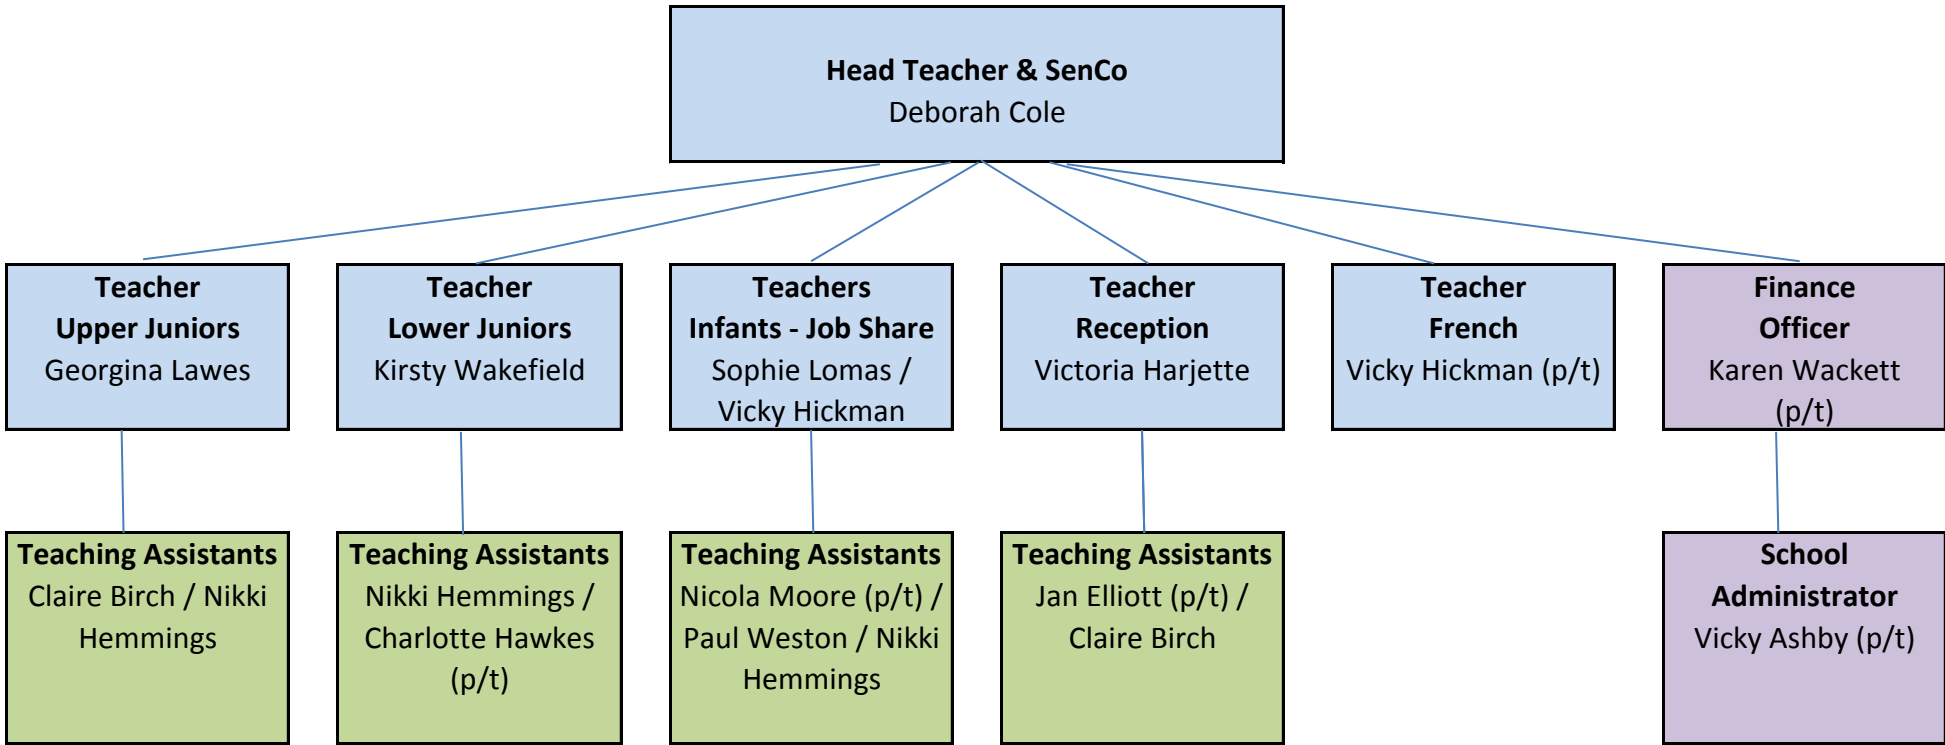 Head Teacher & SenCo
Deborah Cole
Teacher
Upper Juniors
Georgina Lawes
Teacher
Lower Juniors
Kirsty Wakefield
Teachers
Infants - Job Share
Sophie Lomas /
Vicky Hickman
Teacher
Reception
Victoria Harjette
Teacher
French
Vicky Hickman (p/t)
Finance
Officer
Karen Wackett
(p/t)
Teaching Assistants
Claire Birch / Nikki
Hemmings
Teaching Assistants
Nikki Hemmings /
Charlotte Hawkes
(p/t)
Teaching Assistants
Nicola Moore (p/t) /
Paul Weston / Nikki
Hemmings
Teaching Assistants
Jan Elliott (p/t) /
Claire Birch
School
Administrator
Vicky Ashby (p/t)